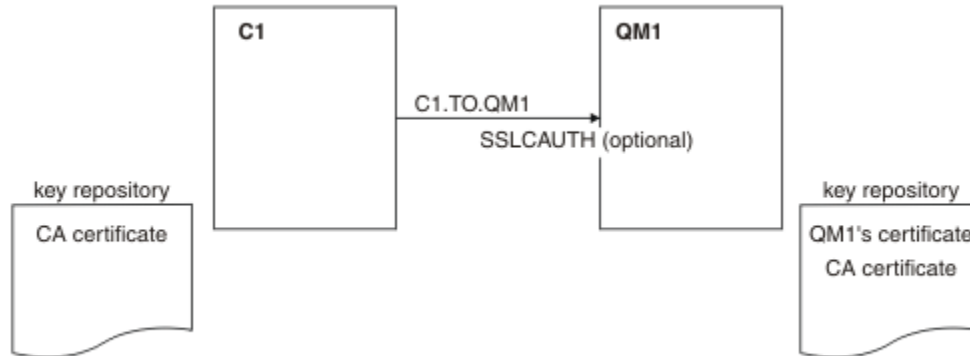 C1
QM1
C1.TO.QM1
SSLCAUTH (optional)
key repository
key repository
CA certificate
QM1's certificate
CA certificate